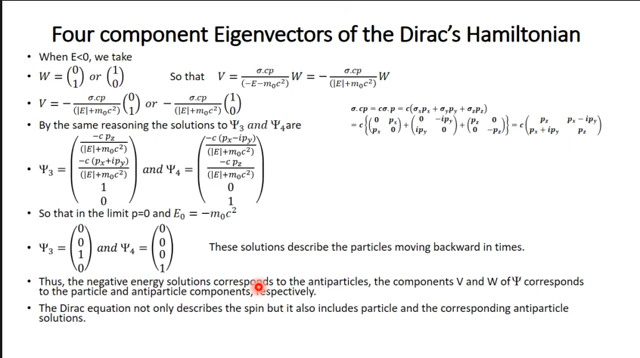 Four component Eigenvectors of the Dirac's Hamiltonian
• When E<0, we take
• W = (0 1) or (1 0) So that V = σ.cp/(-E-m₀c²) W = − σ.cp/(|E|+m₀c²) W
• V = − σ.cp/(|E|+m₀c²) (0 1) or − σ.cp/(|E|+m₀c²) (1 0)
σ.cp = cσ.p = c(σₓpₓ + σᵧpᵧ + σ_zp_z)
= c{(0 pₓ; pₓ 0) + (0 −ipᵧ; ipᵧ 0) + (p_z 0; 0 −p_z)} = c(p_z pₓ − ipᵧ; pₓ + ipᵧ p_z)
• By the same reasoning the solutions to Ψ₃ and Ψ₄are
• Ψ₃ = (−c p_z/(|E|+m₀c²); −c (pₓ+ipᵧ)/(|E|+m₀c²); 1; 0) and Ψ₄ = (−c (pₓ−ipᵧ)/(|E|+m₀c²); −c p_z/(|E|+m₀c²); 0; 1)
• So that in the limit p=0 and E₀ = −m₀c²
• Ψ₃ = (0; 0; 1; 0) and Ψ₄ = (0; 0; 0; 1) These solutions describe the particles moving backward in times.
• Thus, the negative energy solutions corresponds to the antiparticles, the components V and W of Ψ corresponds
to the particle and antiparticle components, respectively.
• The Dirac equation not only describes the spin but it also includes particle and the corresponding antiparticle
solutions.